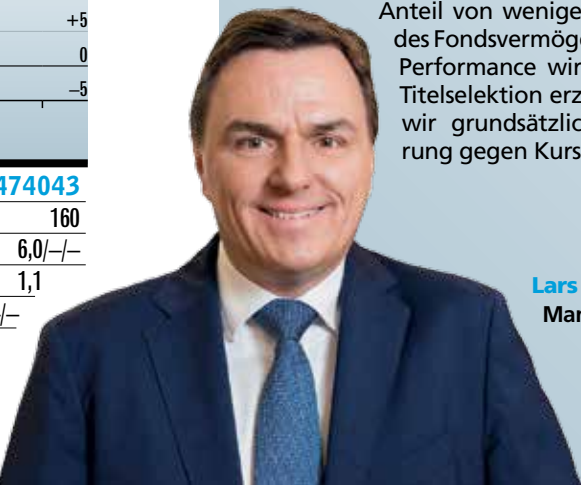 +5
0
–5
474043
160
6,0/–/–
1,1
/–
Anteil von wenige
des Fondsvermöge
Performance wir
Titelselektion erz
wir grundsätzlic
rung gegen Kurs
Lars
Mar